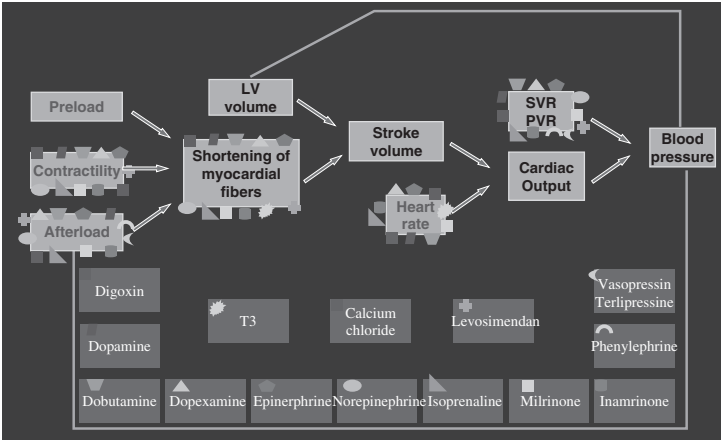 LV
volume
SVR
PVR
Preload
Stroke
volume
Blood
pressure
Shortening of
myocardial
fibers
Contractility
Cardiac
Output
Heart
rate
Afterload
Digoxin
T3
Calcium
chloride
Levosimendan
Vasopressin
Terlipressine
Dopamine
Phenylephrine
Dobutamine
Dopexamine
Epinerphrine
Norepinephrine
Isoprenaline
Milrinone
Inamrinone